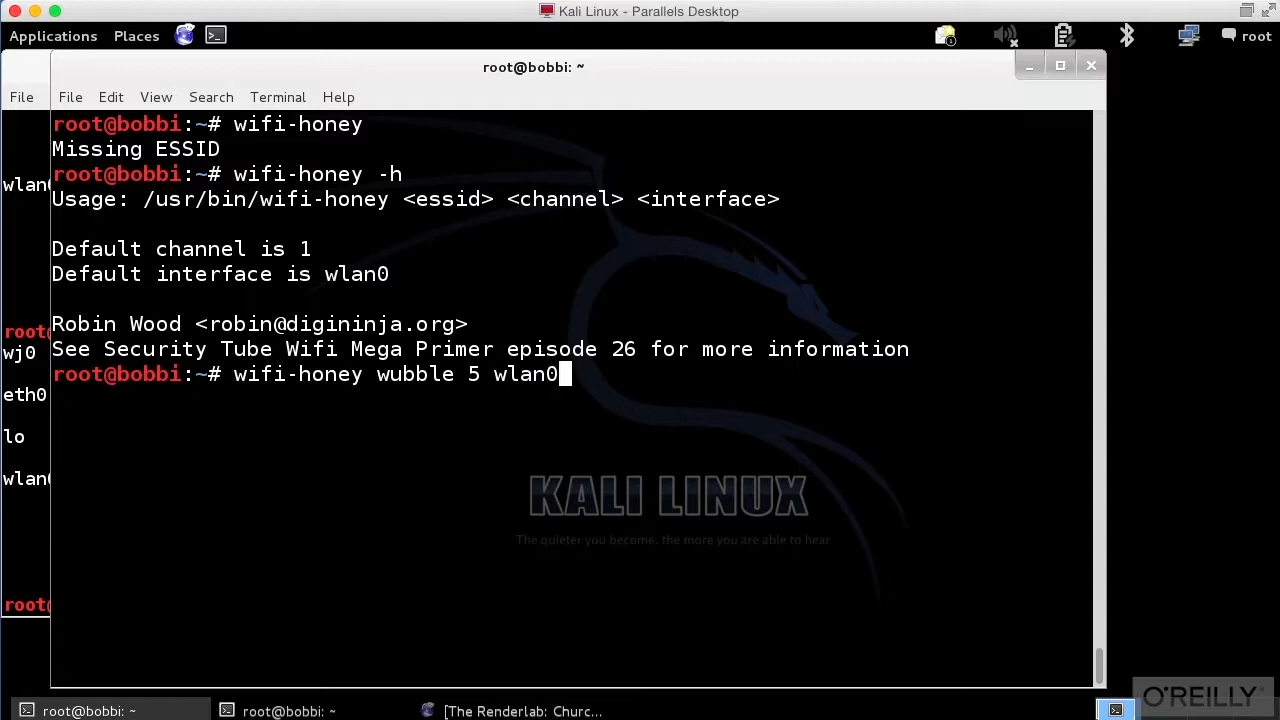 Kali Linux - Parallels Desktop
Applications Places root
root@bobbi: ~
File File Edit View Search Terminal Help
root@bobbi:~# wifi-honey
Missing ESSID
root@bobbi:~# wifi-honey -h
Usage: /usr/bin/wifi-honey <essid> <channel> <interface>
Default channel is 1
Default interface is wlan0
Robin Wood <robin@digininja.org>
See Security Tube Wifi Mega Primer episode 26 for more information
root@bobbi:~# wifi-honey wubble 5 wlan0
wlan0
root@
wj0
eth0
lo
wlan0
root@
KALI LINUX
The quieter you become, the more you are able to hear
root@bobbi: ~ root@bobbi: ~ [The Renderlab: Churc...
O'REILLY